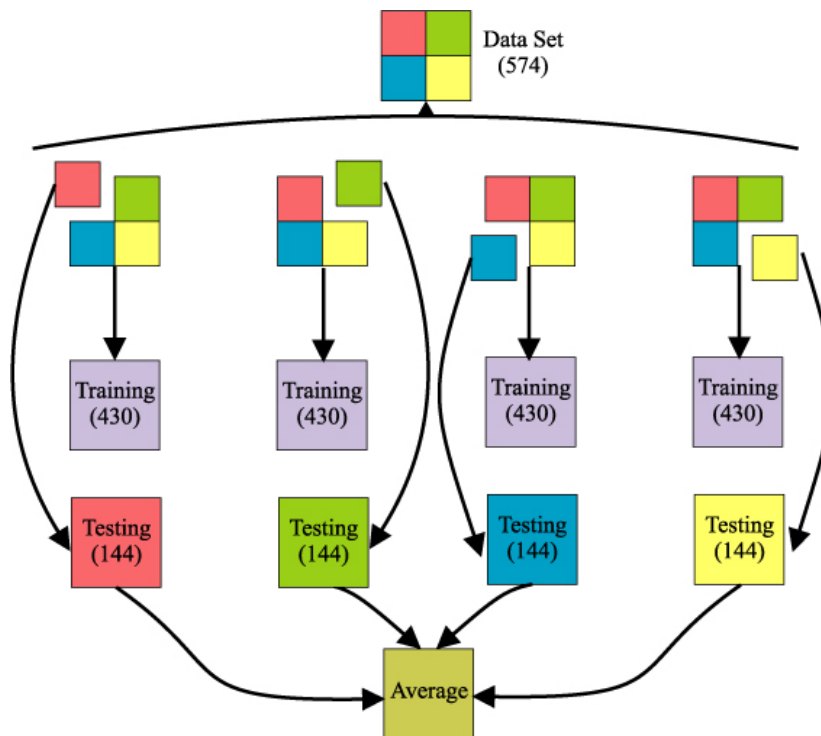 Data Set
(574)
Training
(430)
Training
(430)
Training
(430)
Training
(430)
Testing
(144)
Testing
(144)
Testing
(144)
Testing
(144)
Average